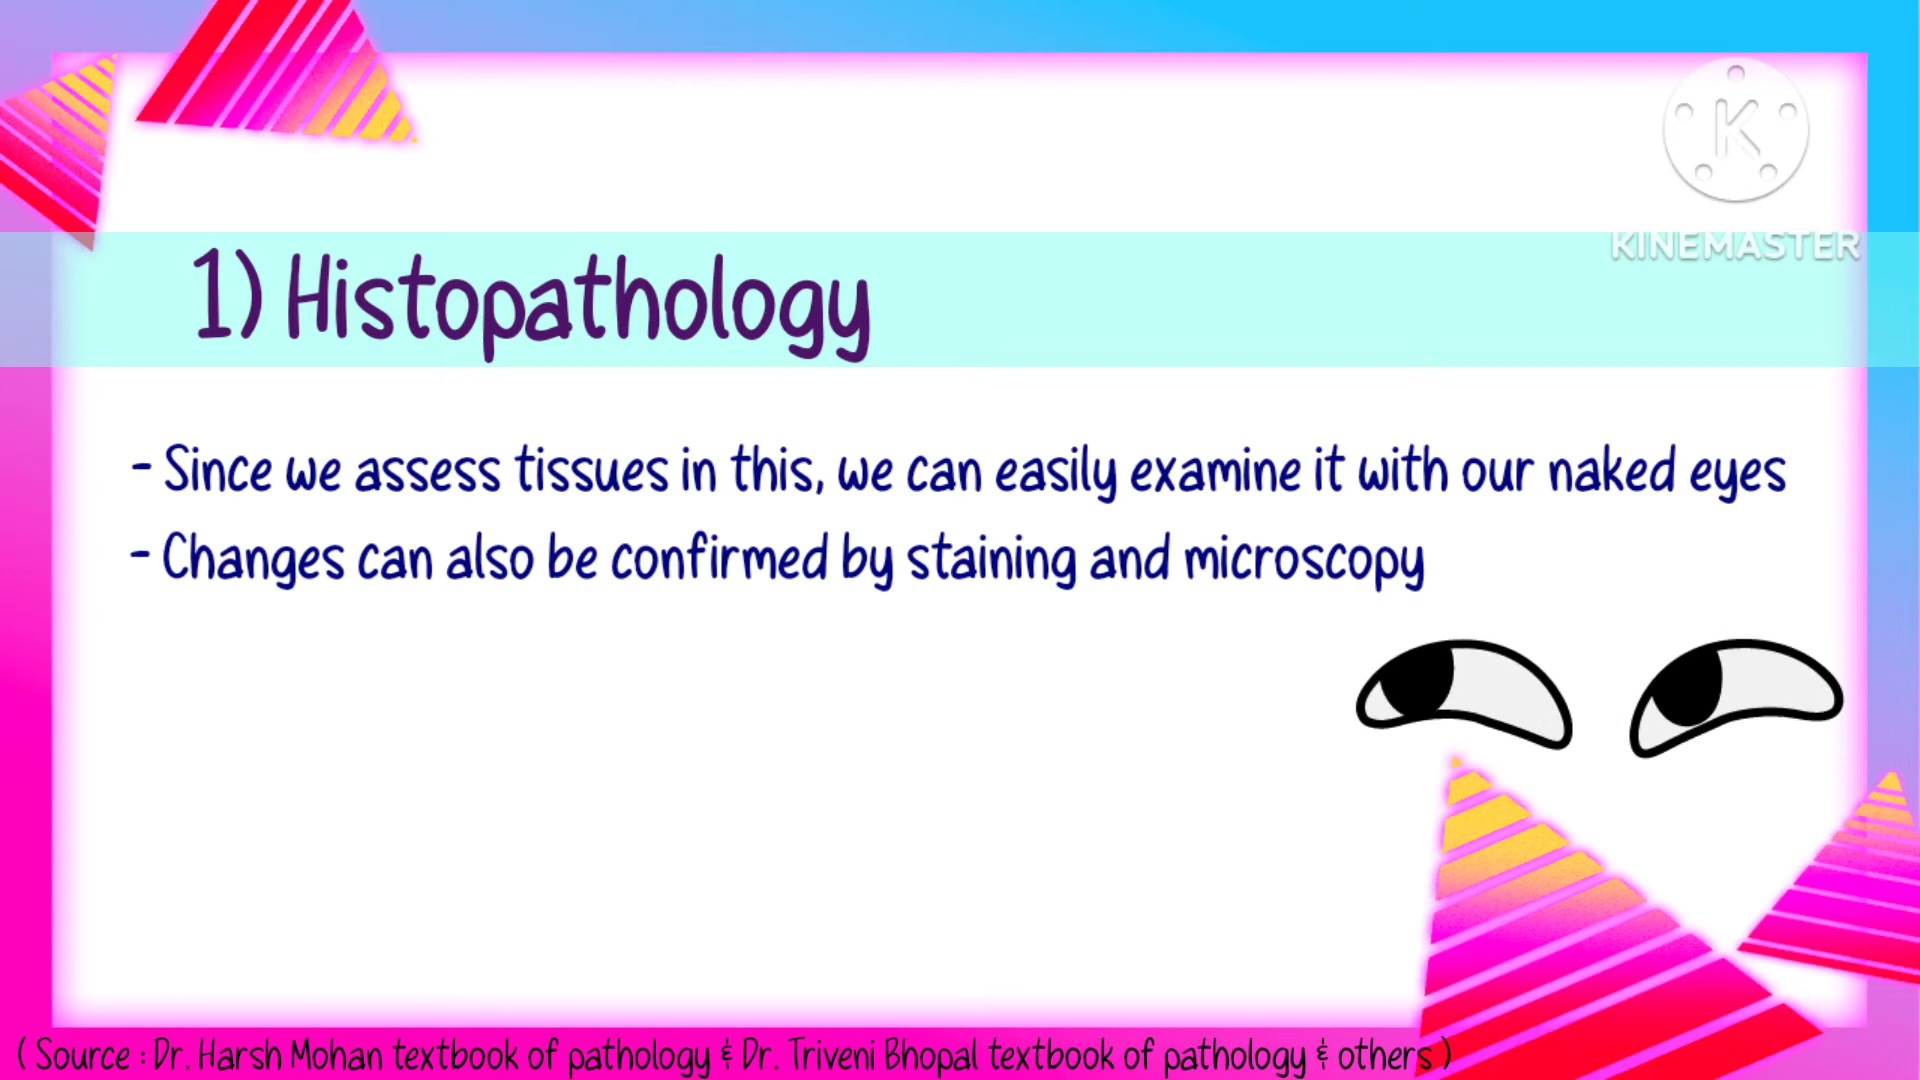 K
KINEMASTER
1) Histopathology
- Since we assess tissues in this, we can easily examine it with our naked eyes
- Changes can also be confirmed by staining and microscopy
( Source : Dr. Harsh Mohan textbook of pathology & Dr. Triveni Bhopal textbook of pathology & others )